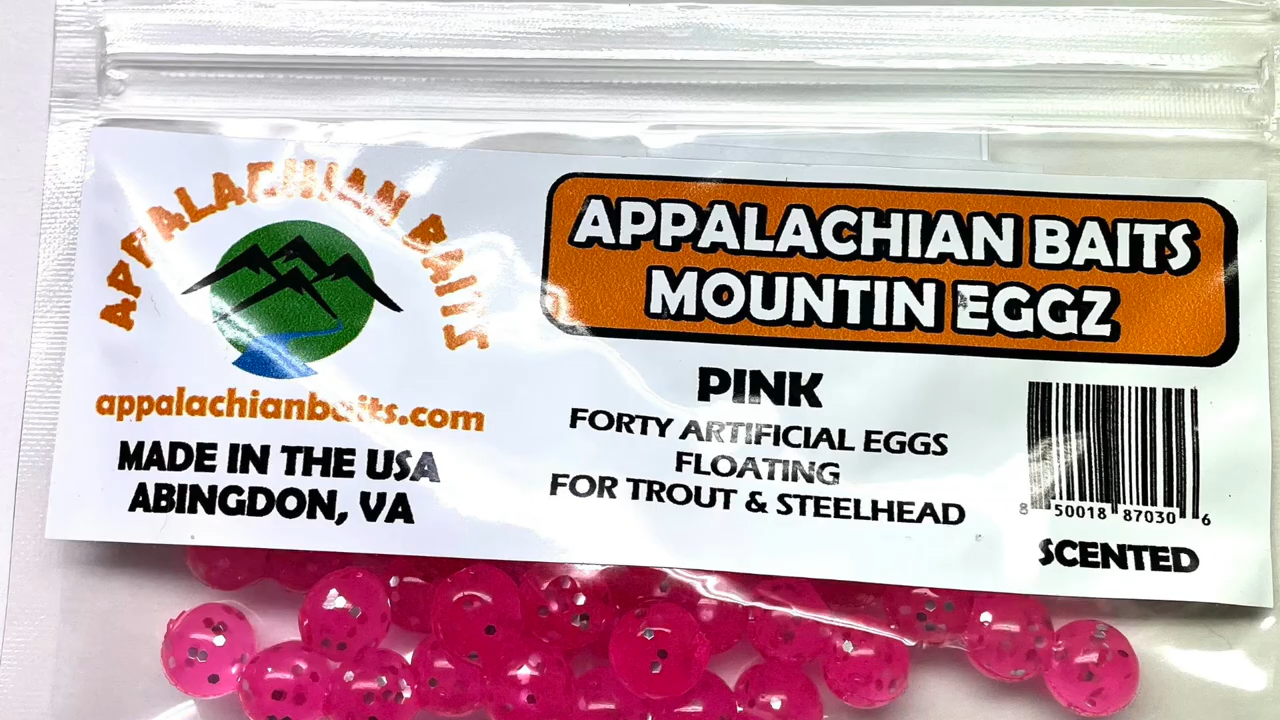 APPALACHIAN BAITS
appalachianbaits.com
MADE IN THE USA
ABINGDON, VA
APPALACHIAN BAITS
MOUNTIN EGGZ
PINK
FORTY ARTIFICIAL EGGS
FLOATING
FOR TROUT & STEELHEAD
8 50018 87030 6
SCENTED